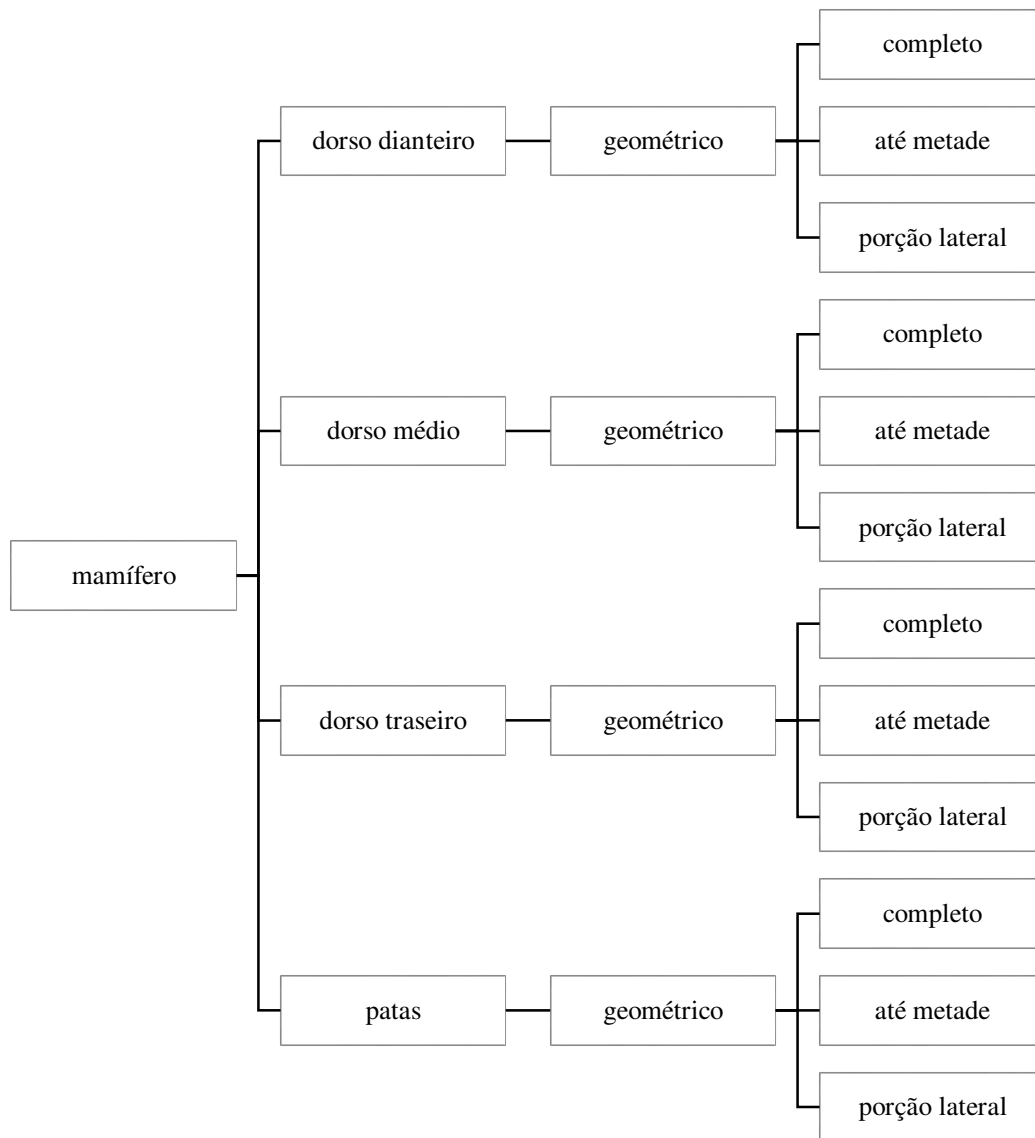 completo
dorso dianteiro
geométrico
até metade
porção lateral
completo
dorso médio
geométrico
até metade
porção lateral
mamífero
completo
dorso traseiro
geométrico
até metade
porção lateral
completo
patas
geométrico
até metade
porção lateral